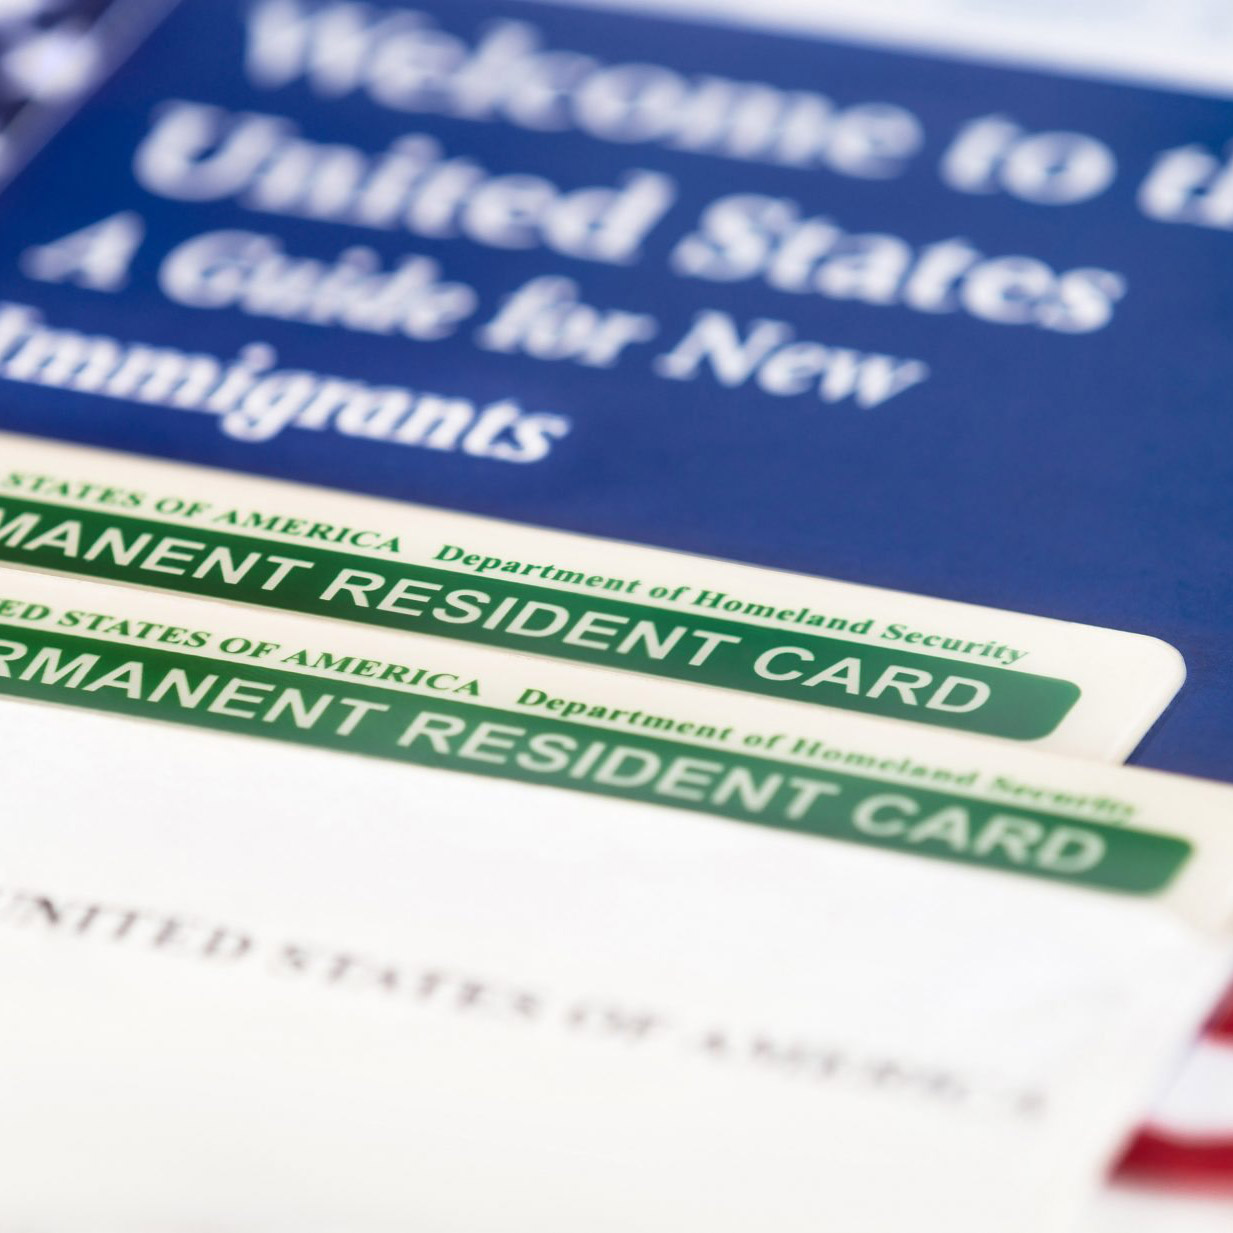 Welcome to th
United States
A Guide for New
Immigrants
STATES OF AMERICA Department of Homeland Security
MANENT RESIDENT CARD
ED STATES OF AMERICA Department of Homeland Security
RMANENT RESIDENT CARD
UNITED STATES OF AMERICA